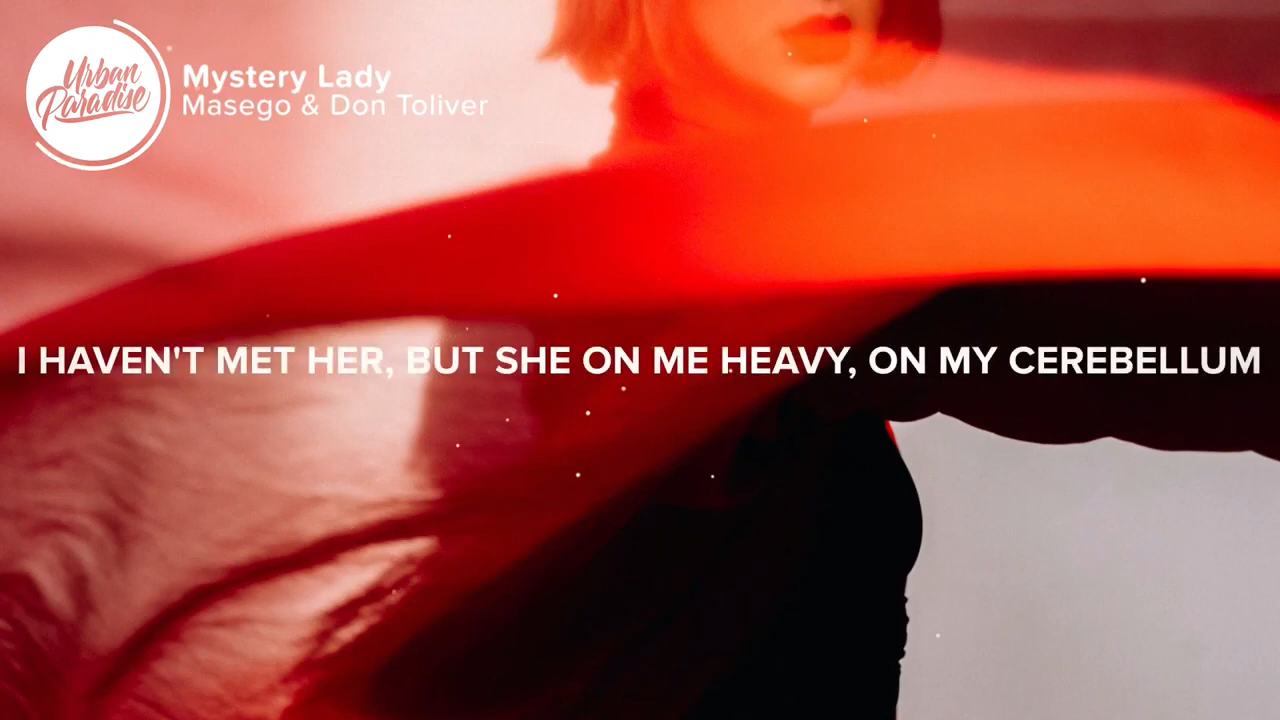 Urban
Paradise
Mystery Lady
Masego & Don Toliver
I HAVEN'T MET HER, BUT SHE ON ME HEAVY, ON MY CEREBELLUM